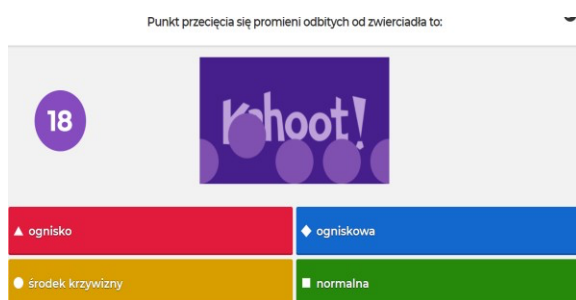 Punkt przecięcia się promieni odbitych od zwierciadła to:
18
Kahoot!
ognisko
ogniskowa
środek krzywizny
normalna